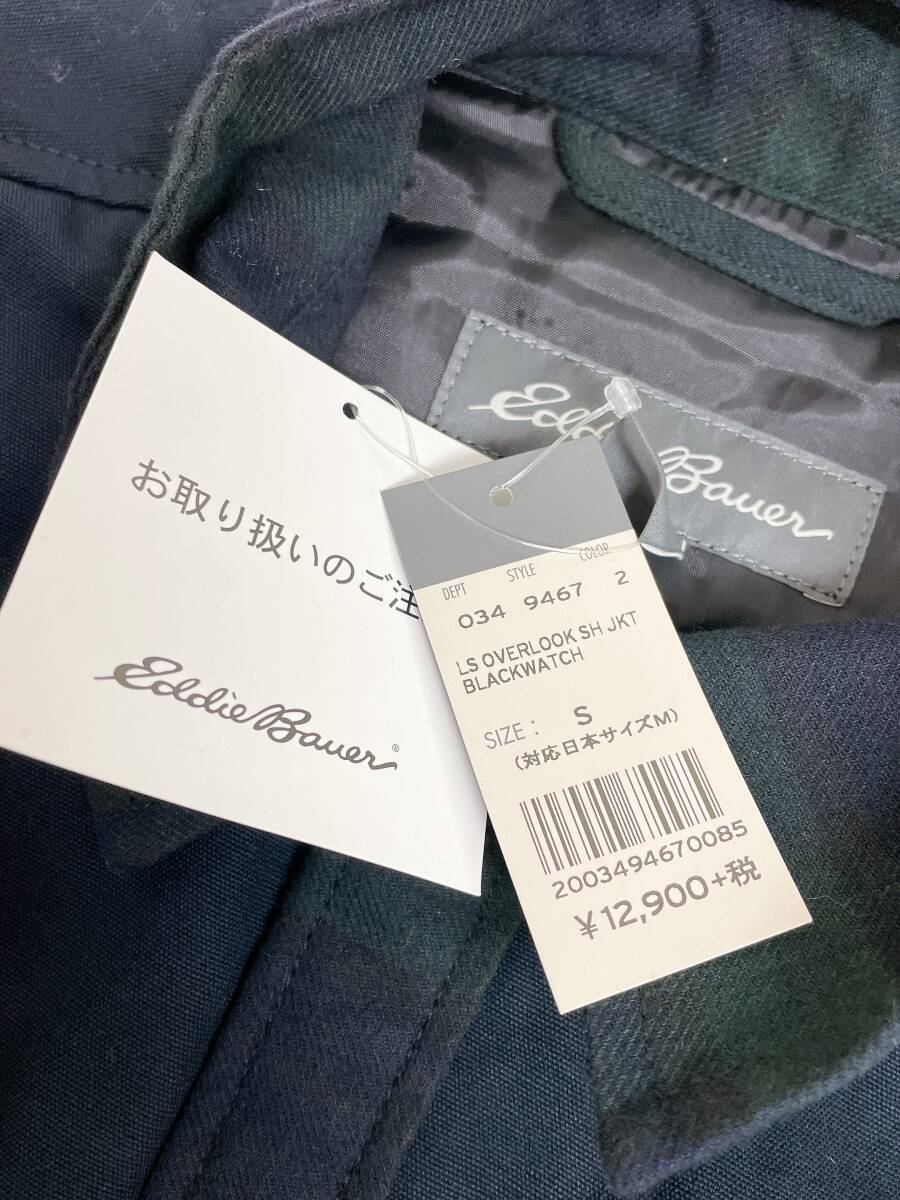 お取り扱いのご注
Eddie Bauer®
Eddie Bauer
DEPT STYLE COLOR
034 9467 2
LS OVERLOOK SH JKT
BLACKWATCH
SIZE: S
(対応日本サイズM)
2003494670085
¥12,900+税